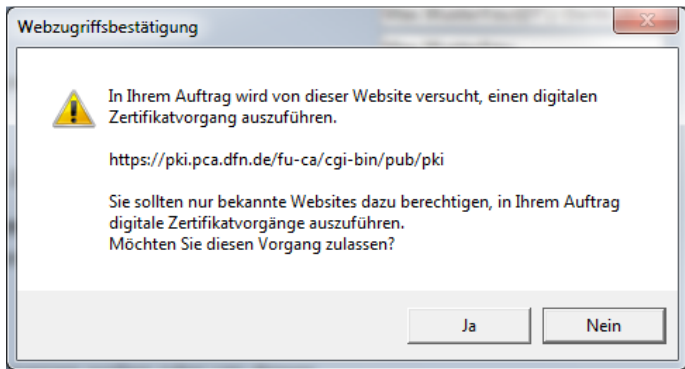 Webzugriffsbestätigung
In Ihrem Auftrag wird von dieser Website versucht, einen digitalen
Zertifikatvorgang auszuführen.
https://pki.pca.dfn.de/fu-ca/cgi-bin/pub/pki
Sie sollten nur bekannte Websites dazu berechtigen, in Ihrem Auftrag
digitale Zertifikatvorgänge auszuführen.
Möchten Sie diesen Vorgang zulassen?
Ja
Nein